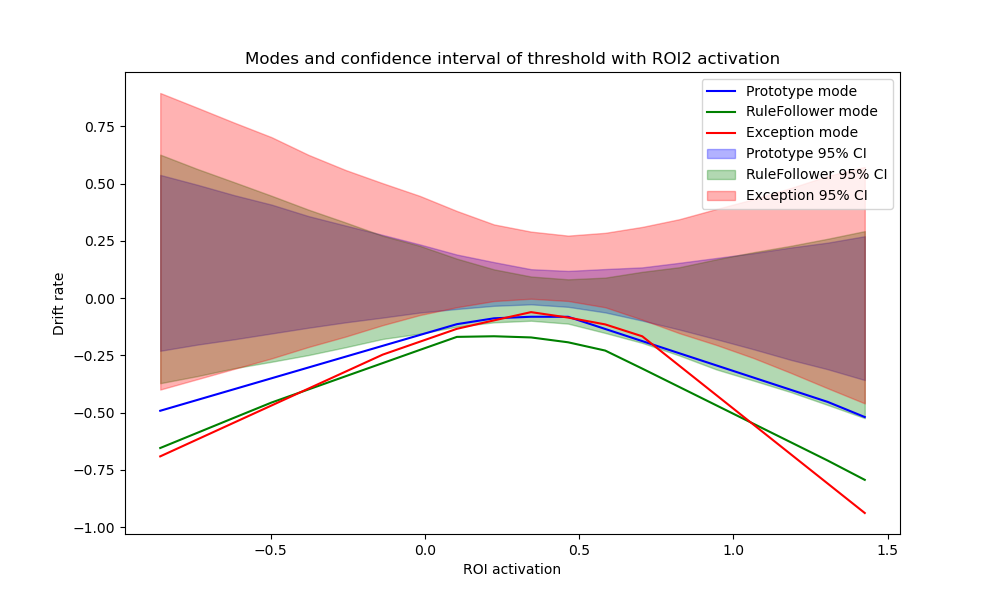 Modes and confidence interval of threshold with ROI2 activation
Prototype mode
RuleFollower mode
Exception mode
Prototype 95% CI
RuleFollower 95% CI
Exception 95% CI
Drift rate
0.75
0.50
0.25
0.00
−0.25
−0.50
−0.75
−1.00
−0.5
0.0
0.5
1.0
1.5
ROI activation